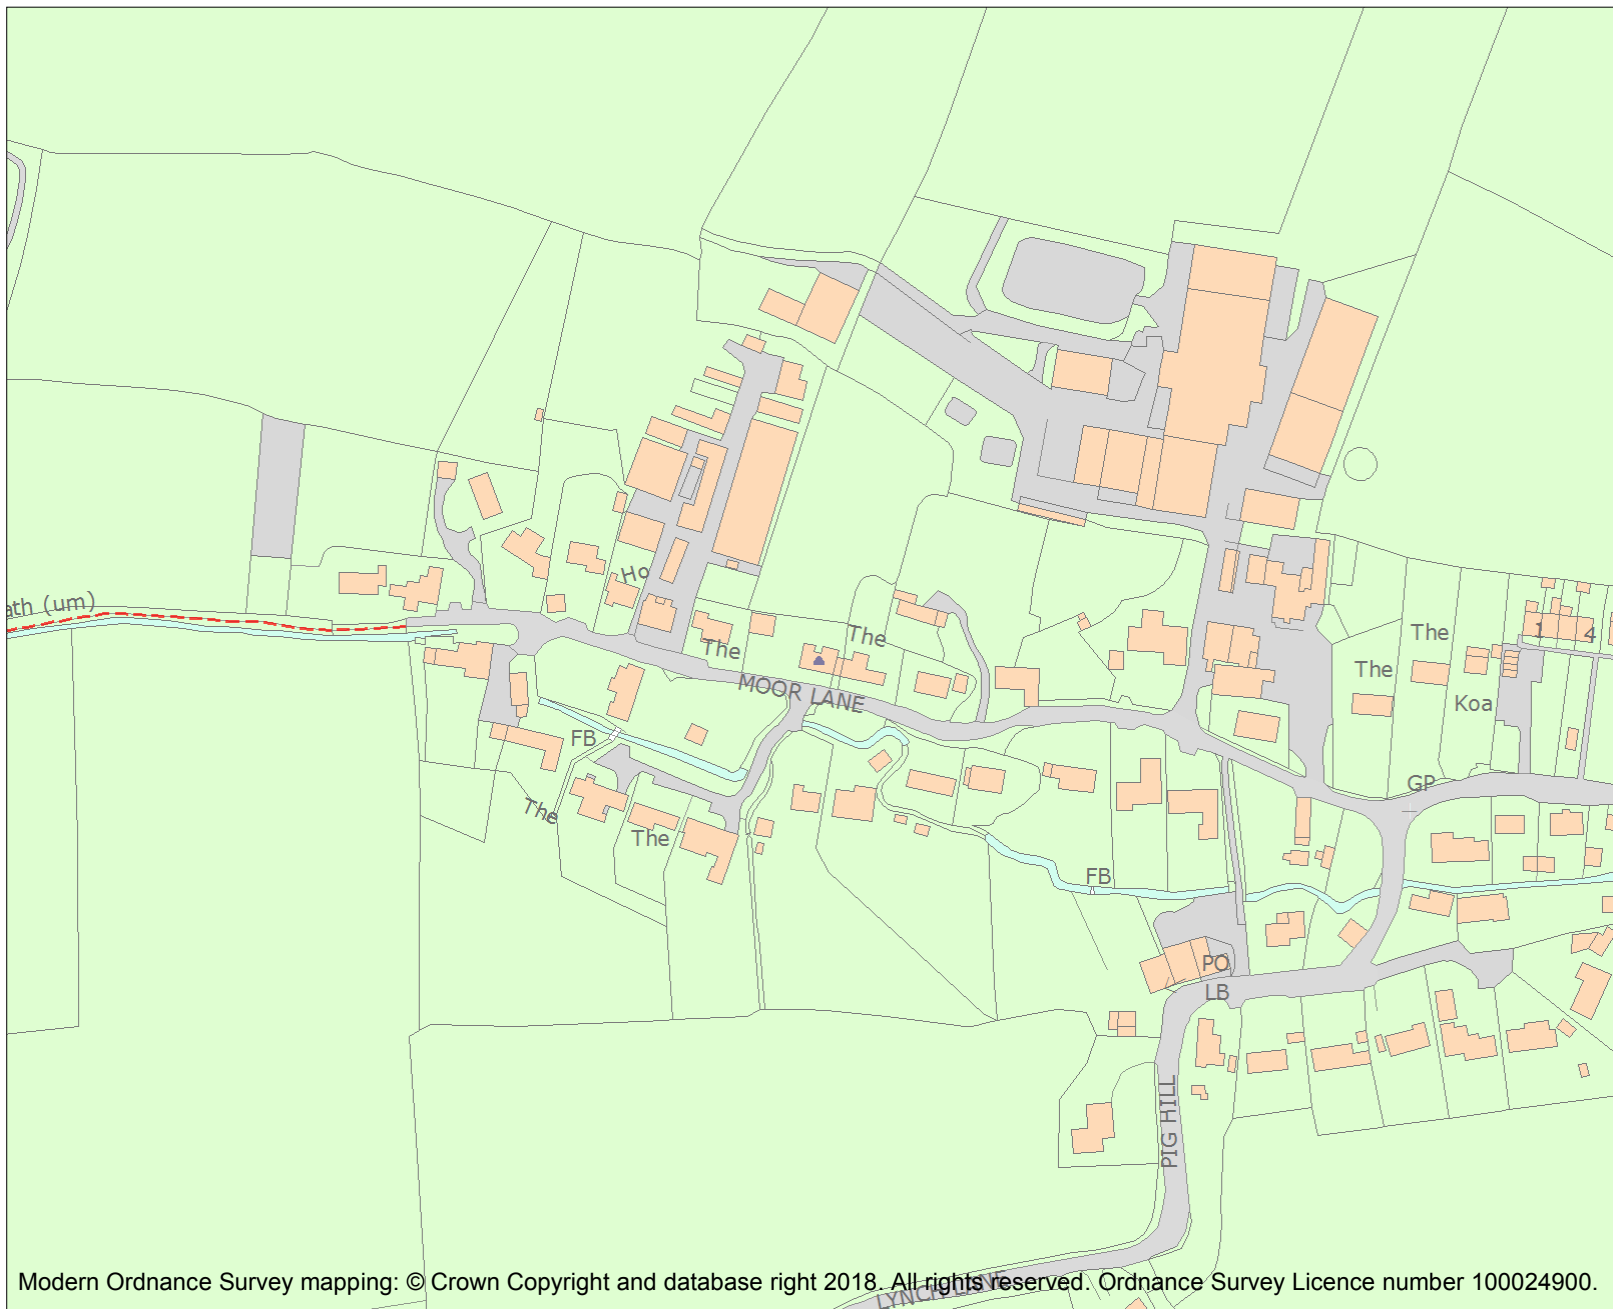 ath (um)
Ho
The
The
MOOR LANE
The
The
1
4
Koa
FB
The
The
GP
FB
PO
LB
PIG HILL
LYNCH LANE
Modern Ordnance Survey mapping: © Crown Copyright and database right 2018. All rights reserved. Ordnance Survey Licence number 100024900.